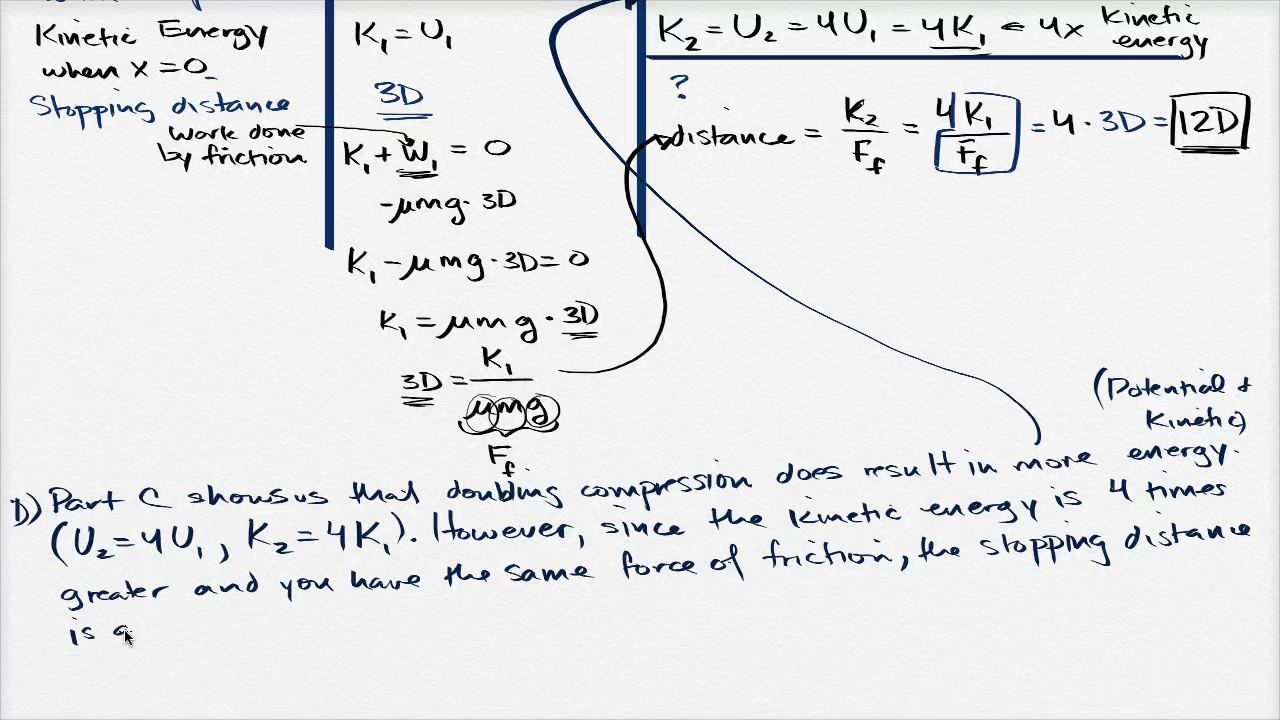 Kinetic Energy
when x = 0
Stopping distance
work done
by friction
K₁ = U₁
3D
K₁ + W₁ = 0
-μmg · 3D
K₁ - μmg · 3D = 0
K₁ = μmg · 3D
3D = K₁ / μmg
F_f
K₂ = U₂ = 4U₁ = 4K₁ ← 4x Kinetic energy
?
distance = K₂/F_f = 4K₁/F_f = 4 · 3D = 12D
(Potential +
Kinetic)
D) Part C shows us that doubling compression does result in more energy.
(U₂ = 4U₁, K₂ = 4K₁). However, since the kinetic energy is 4 times
greater and you have the same force of friction, the stopping distance
is